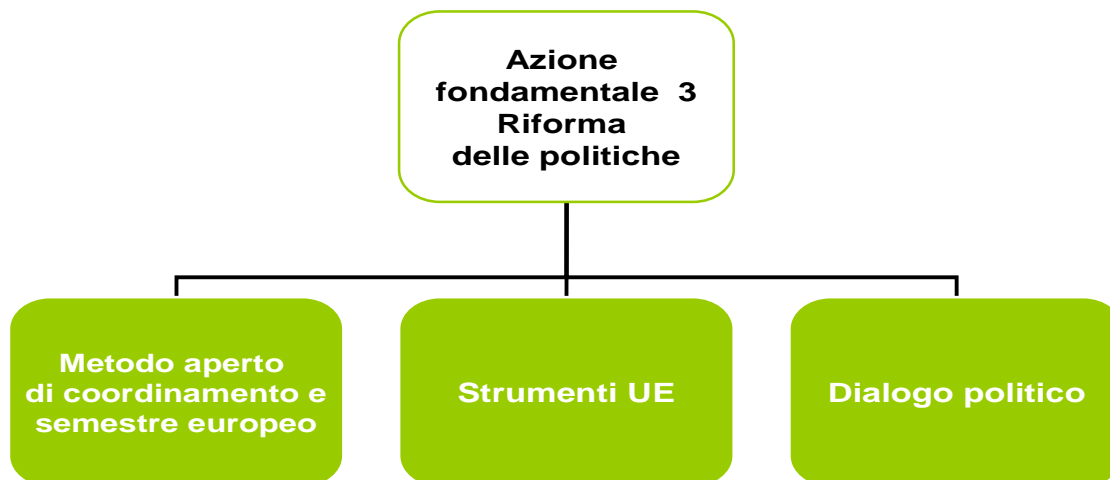 Azione
fondamentale 3
Riforma
delle politiche
Metodo aperto
di coordinamento e
semestre europeo
Strumenti UE
Dialogo politico